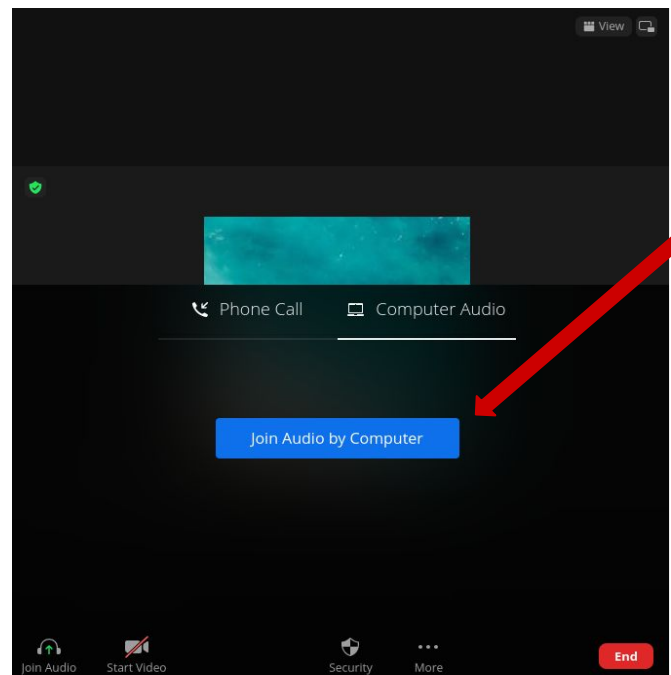 View
Phone Call Computer Audio
Join Audio by Computer
Join Audio Start Video Security More End